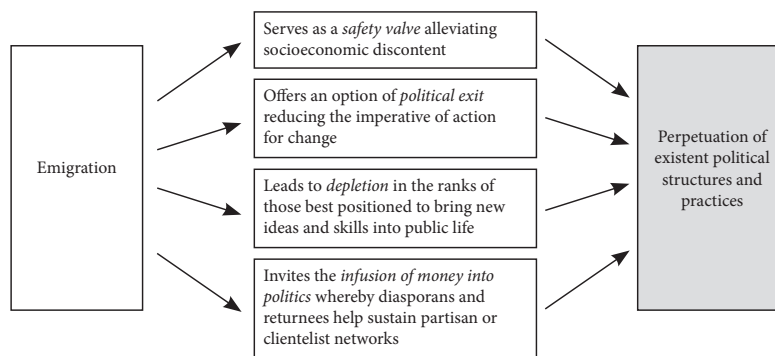 Emigration
Serves as a safety valve alleviating
socioeconomic discontent
Offers an option of political exit
reducing the imperative of action
for change
Leads to depletion in the ranks of
those best positioned to bring new
ideas and skills into public life
Invites the infusion of money into
politics whereby diasporans and
returnees help sustain partisan or
clientelist networks
Perpetuation of
existent political
structures and
practices